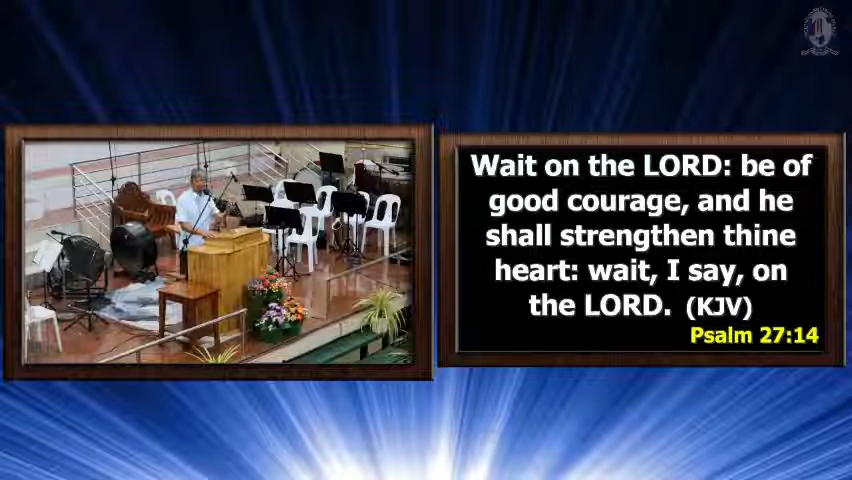 Wait on the LORD: be of
good courage, and he
shall strengthen thine
heart: wait, I say, on
the LORD. (KJV)
Psalm 27:14